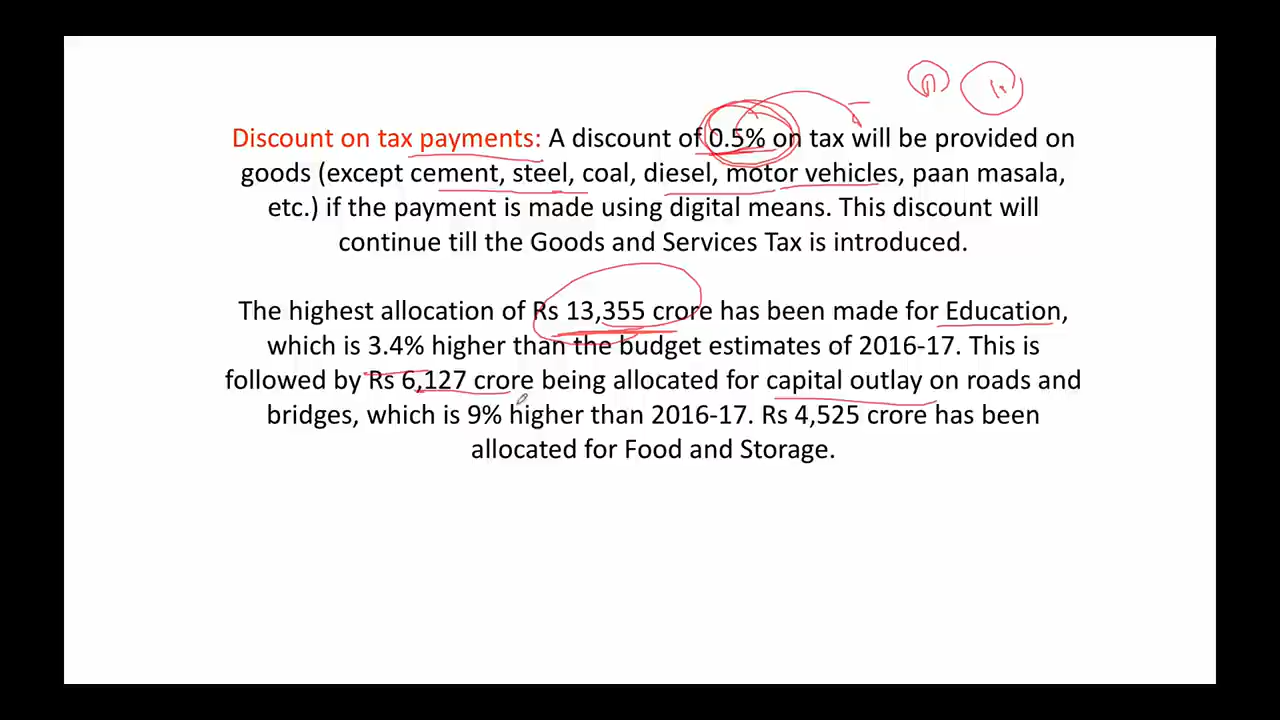 Discount on tax payments: A discount of 0.5% on tax will be provided on
goods (except cement, steel, coal, diesel, motor vehicles, paan masala,
etc.) if the payment is made using digital means. This discount will
continue till the Goods and Services Tax is introduced.
The highest allocation of Rs 13,355 crore has been made for Education,
which is 3.4% higher than the budget estimates of 2016-17. This is
followed by Rs 6,127 crore being allocated for capital outlay on roads and
bridges, which is 9% higher than 2016-17. Rs 4,525 crore has been
allocated for Food and Storage.